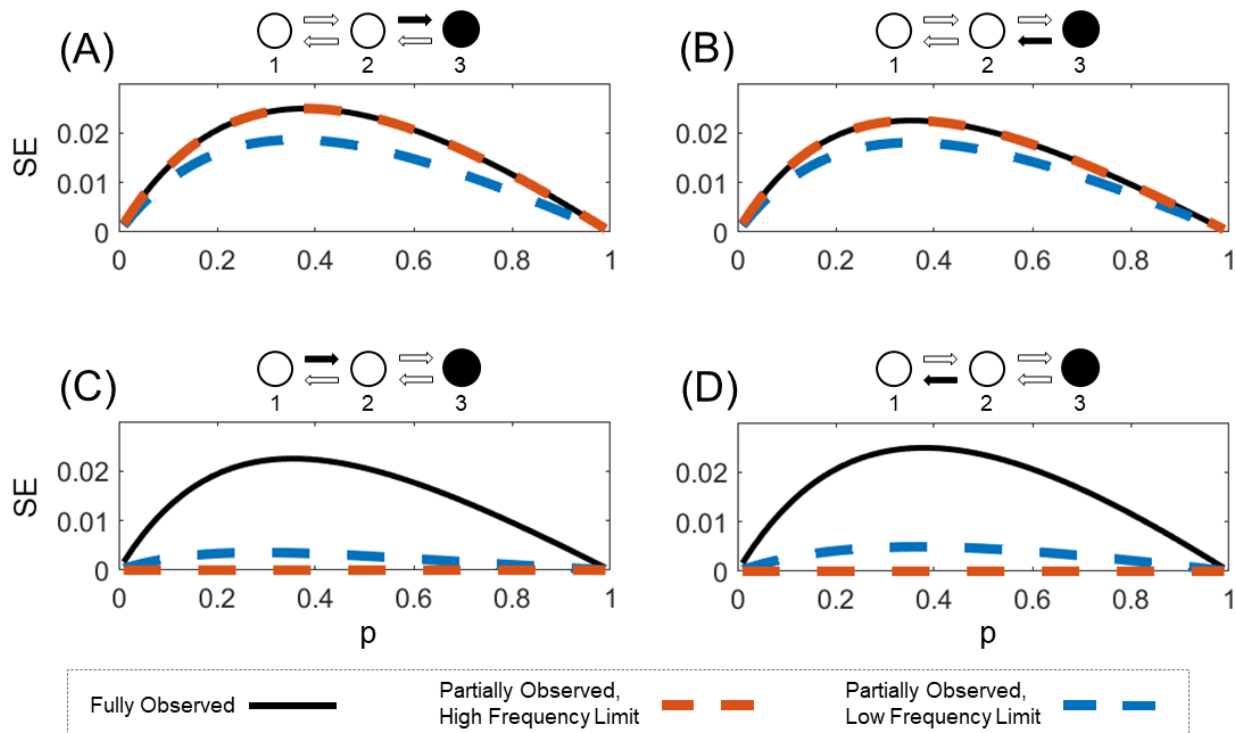 (A)
1 2 3
SE
0.02
0.01
0
0 0.2 0.4 0.6 0.8 1
(B)
1 2 3
0.02
0.01
0
0 0.2 0.4 0.6 0.8 1
(C)
1 2 3
SE
0.02
0.01
0
0 0.2 0.4 0.6 0.8 1
p
(D)
1 2 3
0.02
0.01
0
0 0.2 0.4 0.6 0.8 1
p
Fully Observed
Partially Observed,
High Frequency Limit
Partially Observed,
Low Frequency Limit